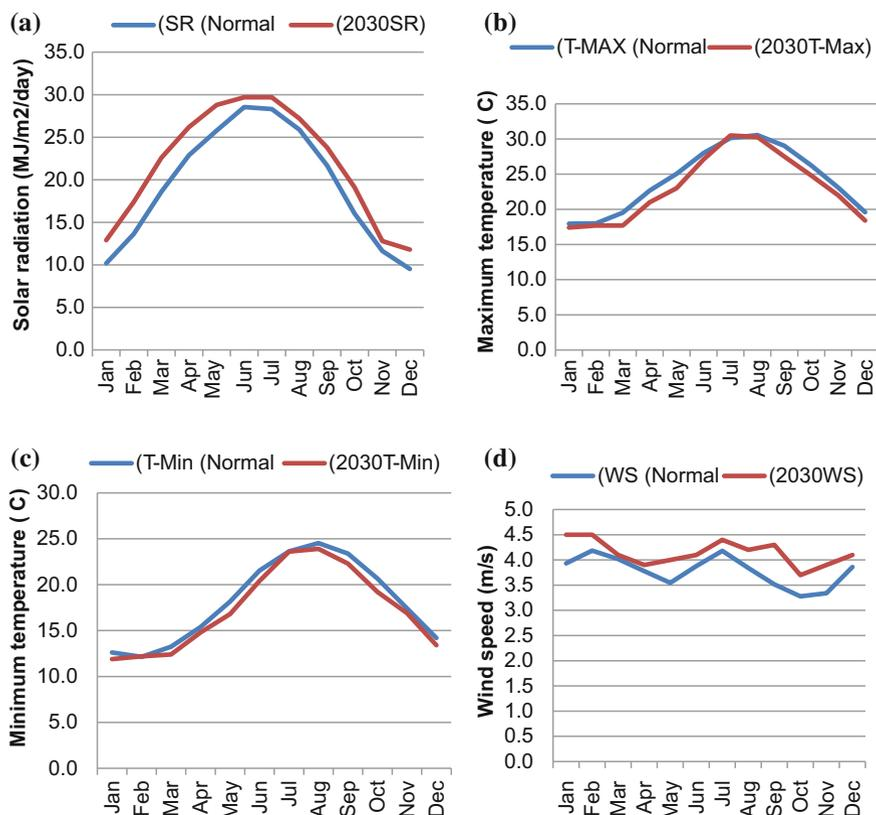 (a)
(SR (Normal (2030SR)
Solar radiation (MJ/m2/day)
35.0
30.0
25.0
20.0
15.0
10.0
5.0
0.0
Jan Feb Mar Apr May Jun Jul Aug Sep Oct Nov Dec
(b)
(T-MAX (Normal (2030T-Max)
Maximum temperature ( C)
35.0
30.0
25.0
20.0
15.0
10.0
5.0
0.0
Jan Feb Mar Apr May Jun Jul Aug Sep Oct Nov Dec
(c)
(T-Min (Normal (2030T-Min)
Minimum temperature ( C)
30.0
25.0
20.0
15.0
10.0
5.0
0.0
Jan Feb Mar Apr May Jun Jul Aug Sep Oct Nov Dec
(d)
(WS (Normal (2030WS)
Wind speed (m/s)
5.0
4.5
4.0
3.5
3.0
2.5
2.0
1.5
1.0
0.5
0.0
Jan Feb Mar Apr May Jun Jul Aug Sep Oct Nov Dec